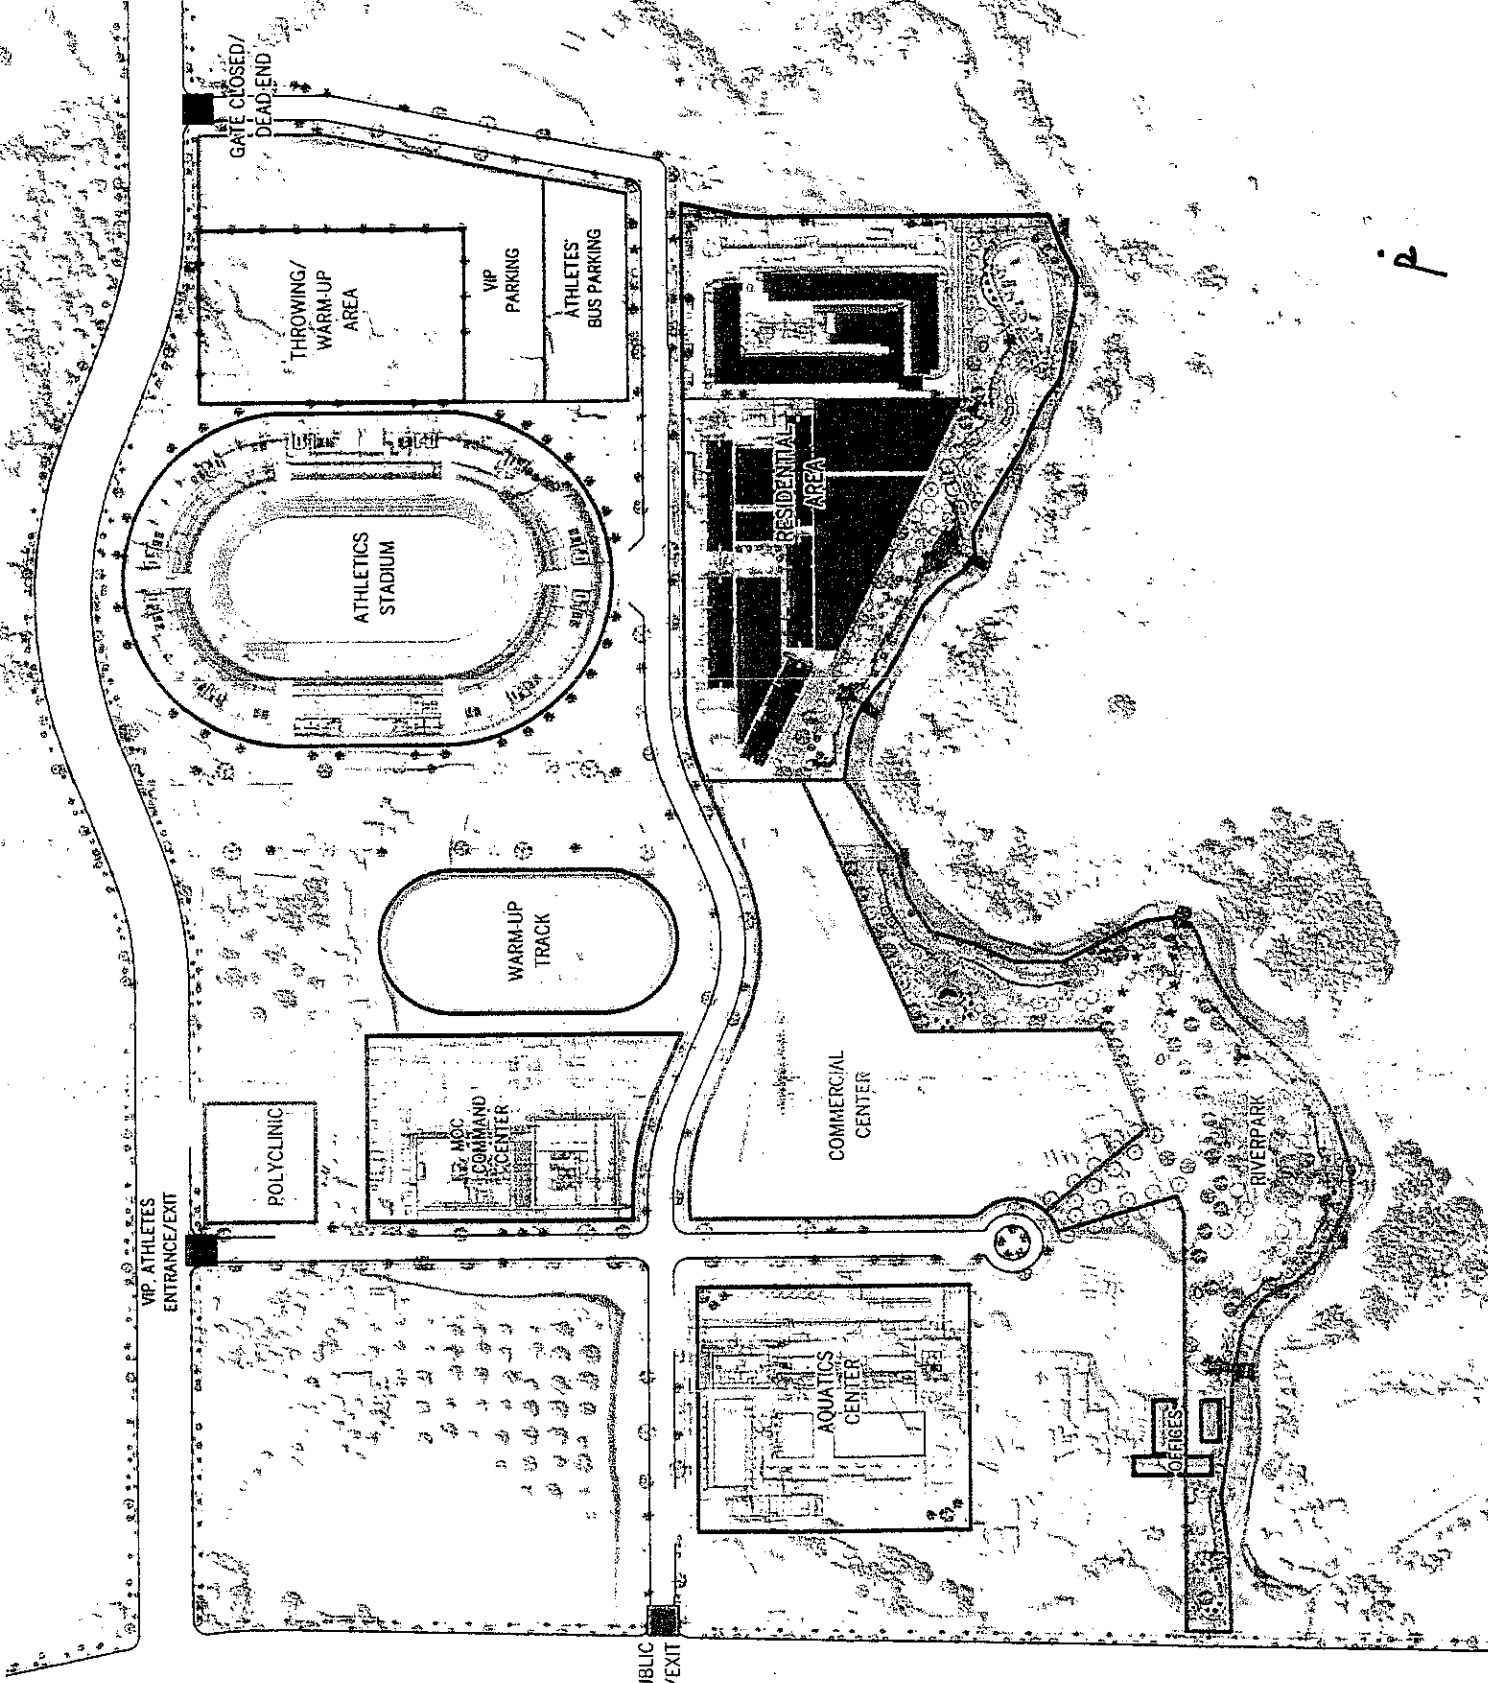 GATE CLOSED/
DEAD END
THROWING/
WARM-UP
AREA
VIP
PARKING
ATHLETES'
BUS PARKING
ATHLETICS
STADIUM
RESIDENTIAL
AREA
WARM-UP
TRACK
POLYCLINIC
MOC
COMMAND
CENTER
COMMERCIAL
CENTER
RIVERPARK
VIP, ATHLETES
ENTRANCE/EXIT
AQUATICS
CENTER
OFFICES
/EXIT